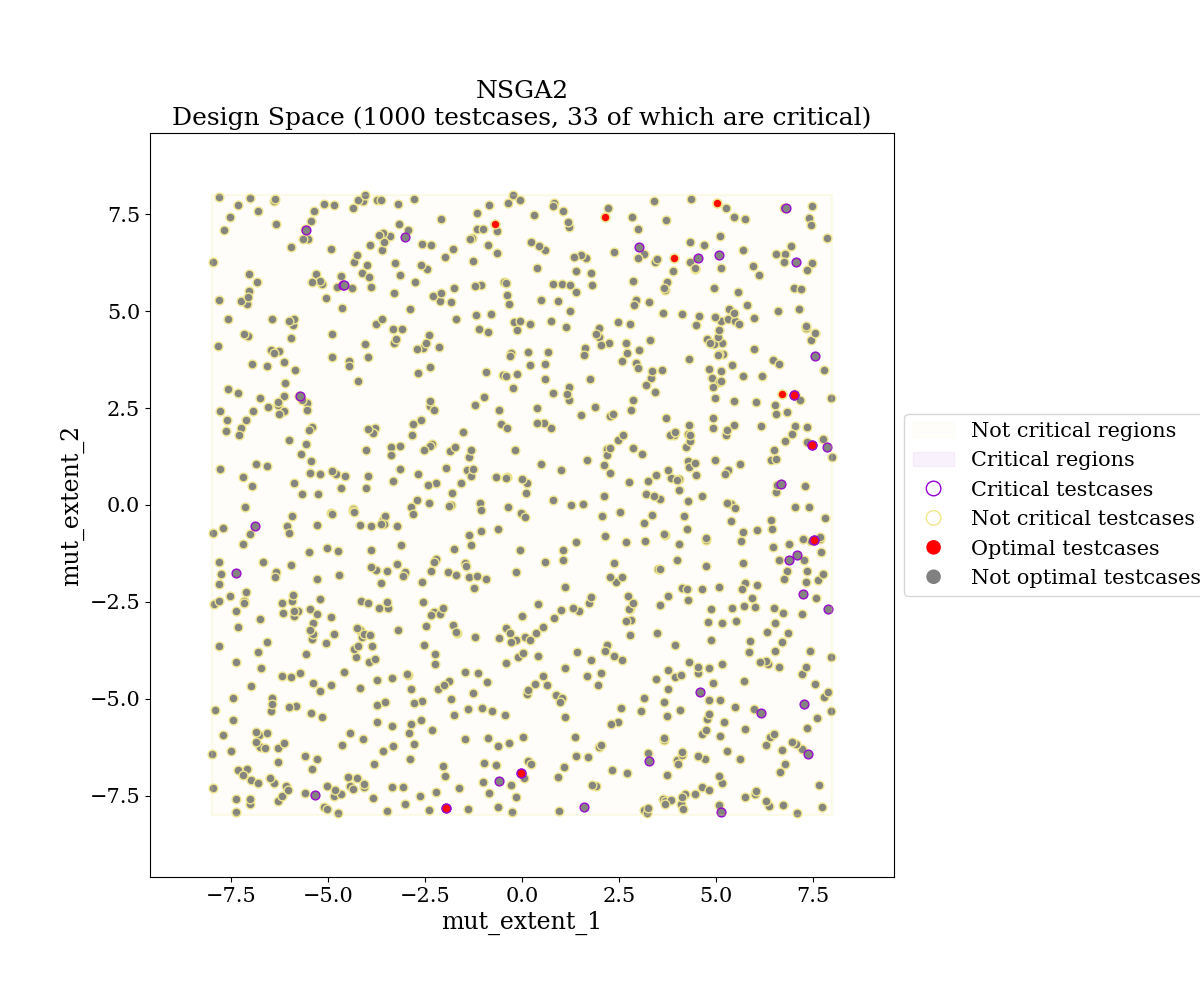 NSGA2
Design Space (1000 testcases, 33 of which are critical)
7.5
5.0
2.5
0.0
−2.5
−5.0
−7.5
mut_extent_2
−7.5
−5.0
−2.5
0.0
2.5
5.0
7.5
mut_extent_1
Not critical regions
Critical regions
Critical testcases
Not critical testcases
Optimal testcases
Not optimal testcases